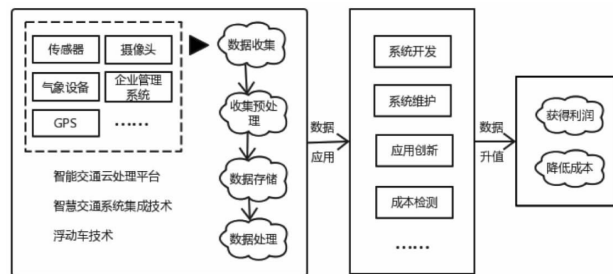 传感器
摄像头
气象设备
企业管理
系统
GPS
……
数据收集
收集预处
理
数据存储
数据处理
智能交通云处理平台
智慧交通系统集成技术
浮动车技术
数据
应用
系统开发
系统维护
应用创新
成本检测
……
数据
升值
获得利润
降低成本